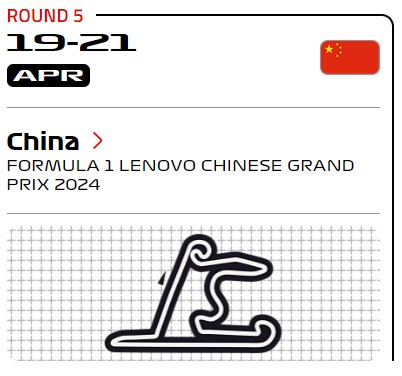 ROUND 5
19-21
APR
China
FORMULA 1 LENOVO CHINESE GRAND
PRIX 2024